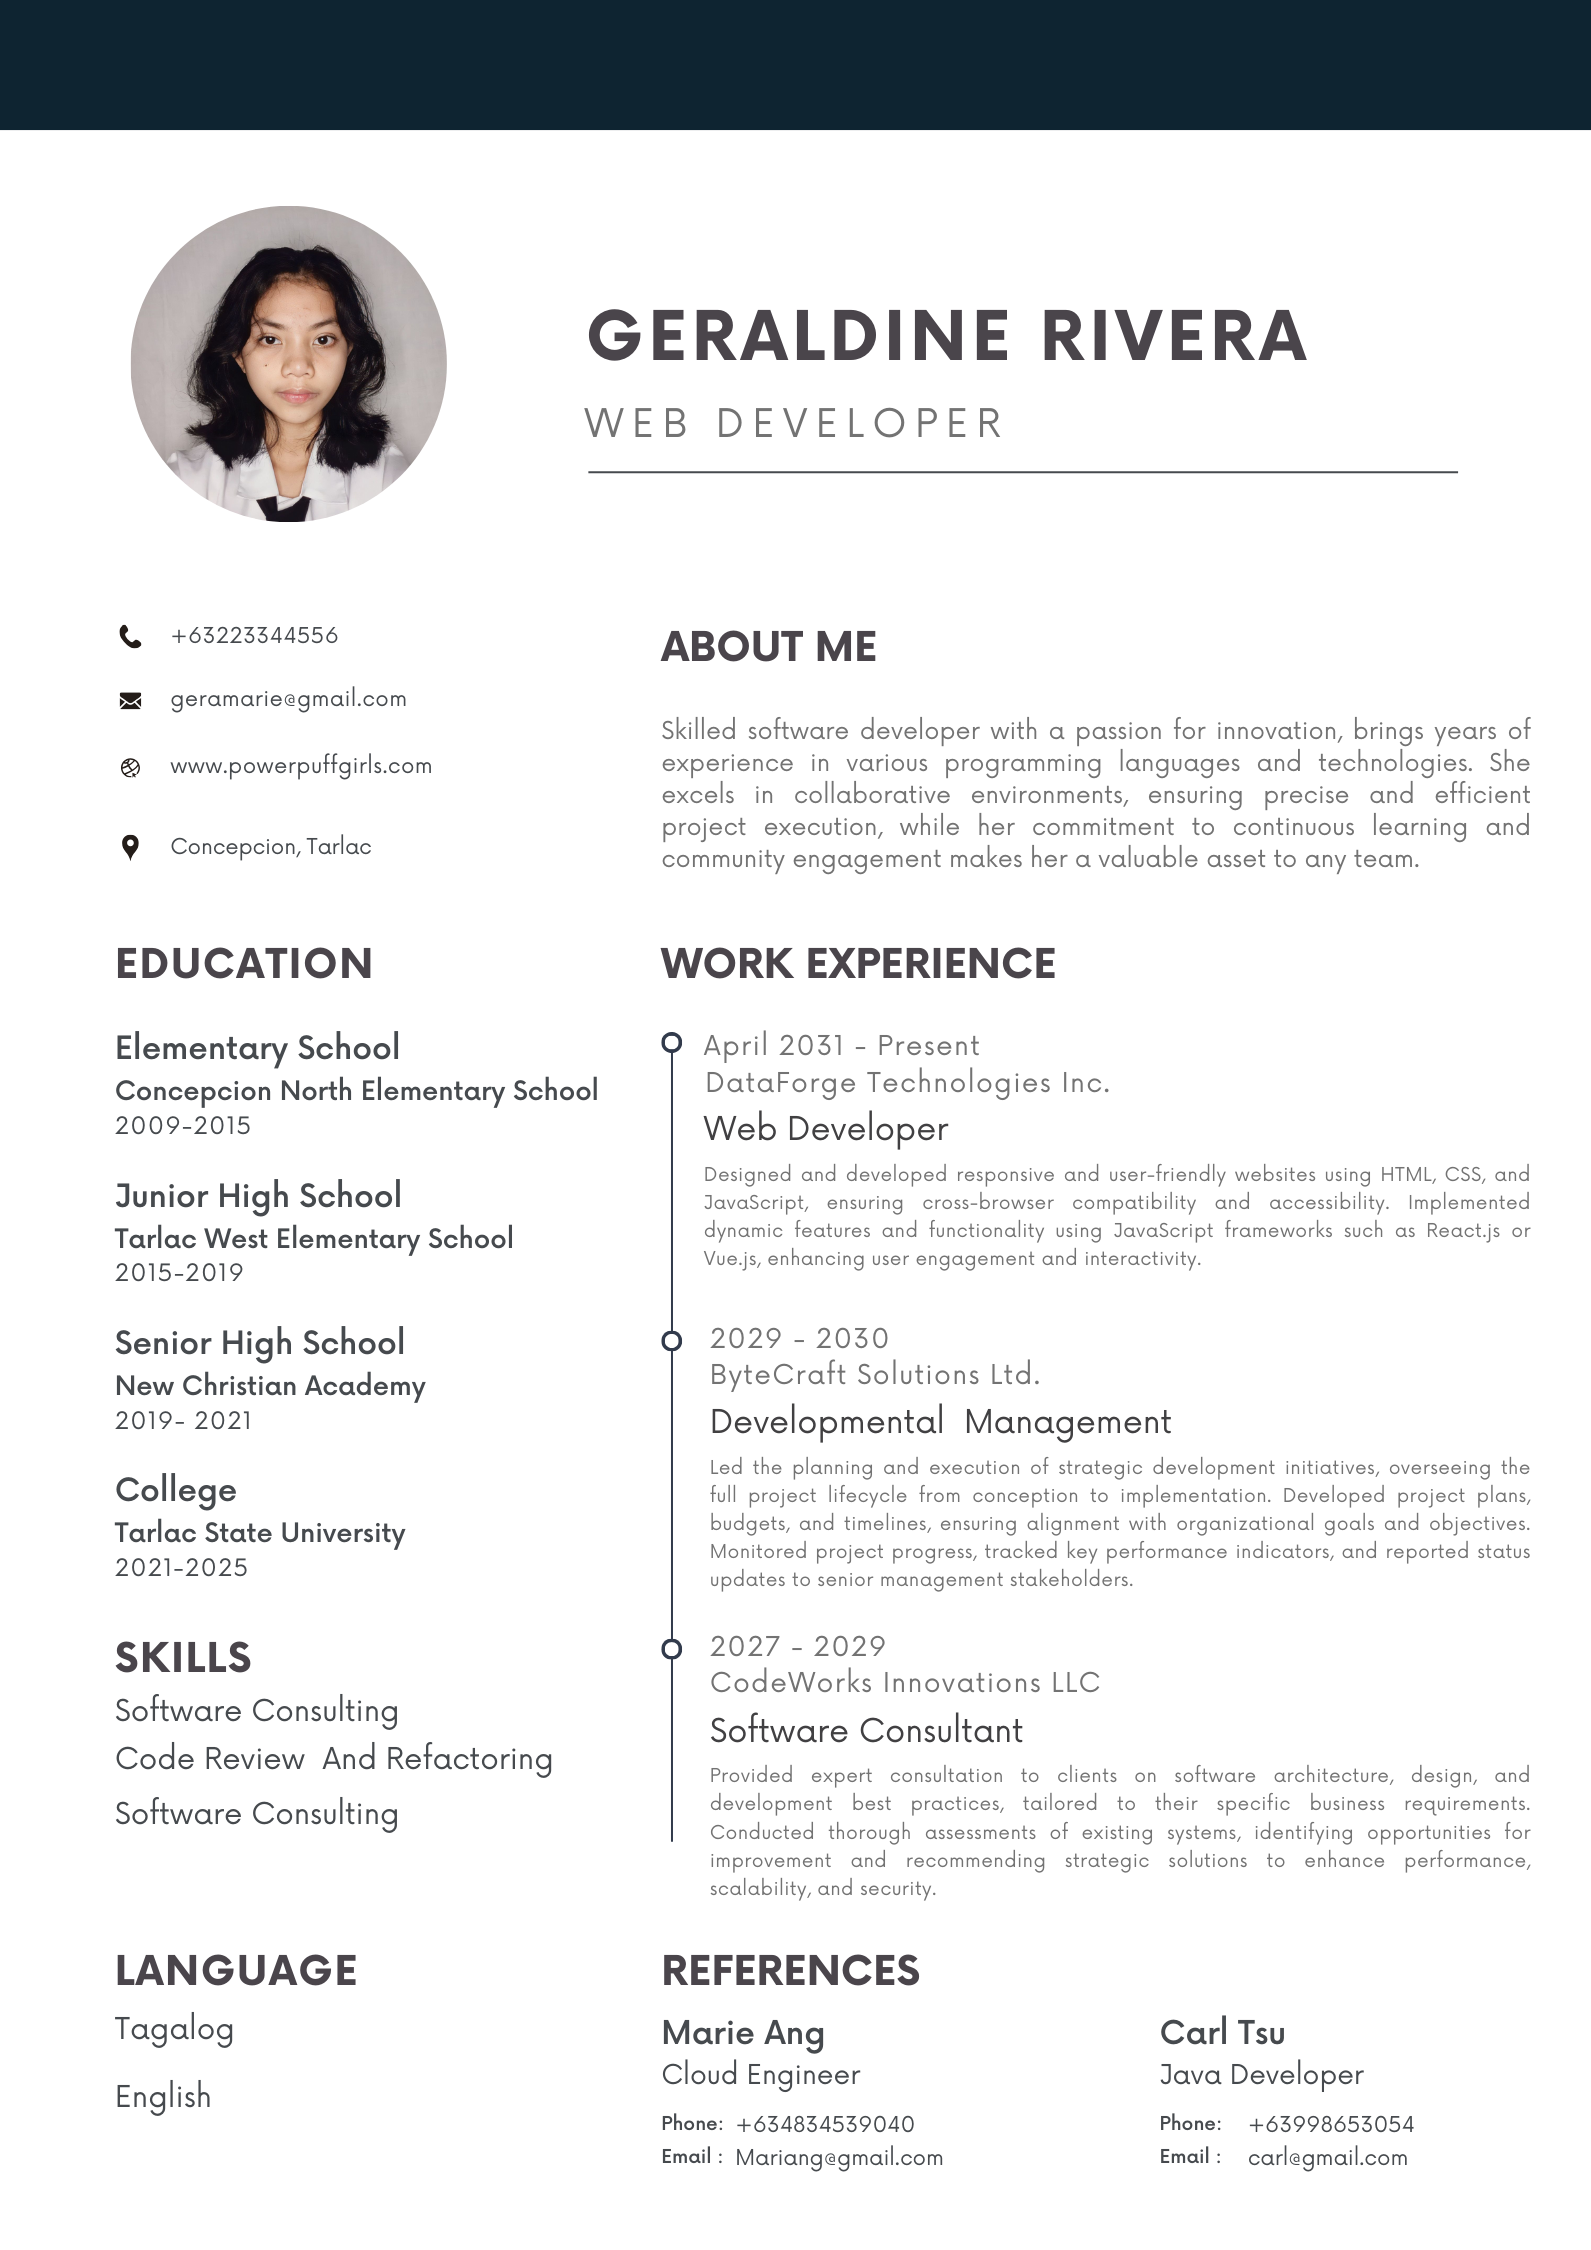 GERALDINE RIVERA
WEB DEVELOPER
+63223344556
geramarie@gmail.com
www.powerpuffgirls.com
Concepcion, Tarlac
ABOUT ME
Skilled software developer with a passion for innovation, brings years of
experience in various programming languages and technologies. She
excels in collaborative environments, ensuring precise and efficient
project execution, while her commitment to continuous learning and
community engagement makes her a valuable asset to any team.
EDUCATION
Elementary School
Concepcion North Elementary School
2009-2015
Junior High School
Tarlac West Elementary School
2015-2019
Senior High School
New Christian Academy
2019- 2021
College
Tarlac State University
2021-2025
SKILLS
Software Consulting
Code Review  And Refactoring
Software Consulting
LANGUAGE
Tagalog
English
WORK EXPERIENCE
April 2031 - Present
DataForge Technologies Inc.
Web Developer
Designed and developed responsive and user-friendly websites using HTML, CSS, and
JavaScript, ensuring cross-browser compatibility and accessibility. Implemented
dynamic features and functionality using JavaScript frameworks such as React.js or
Vue.js, enhancing user engagement and interactivity.
2029 - 2030
ByteCraft Solutions Ltd.
Developmental  Management
Led the planning and execution of strategic development initiatives, overseeing the
full project lifecycle from conception to implementation. Developed project plans,
budgets, and timelines, ensuring alignment with organizational goals and objectives.
Monitored project progress, tracked key performance indicators, and reported status
updates to senior management stakeholders.
2027 - 2029
CodeWorks Innovations LLC
Software Consultant
Provided expert consultation to clients on software architecture, design, and
development best practices, tailored to their specific business requirements.
Conducted thorough assessments of existing systems, identifying opportunities for
improvement and recommending strategic solutions to enhance performance,
scalability, and security.
REFERENCES
Marie Ang
Cloud Engineer
Phone: +634834539040
Email : Mariang@gmail.com
Carl Tsu
Java Developer
Phone: +63998653054
Email : carl@gmail.com